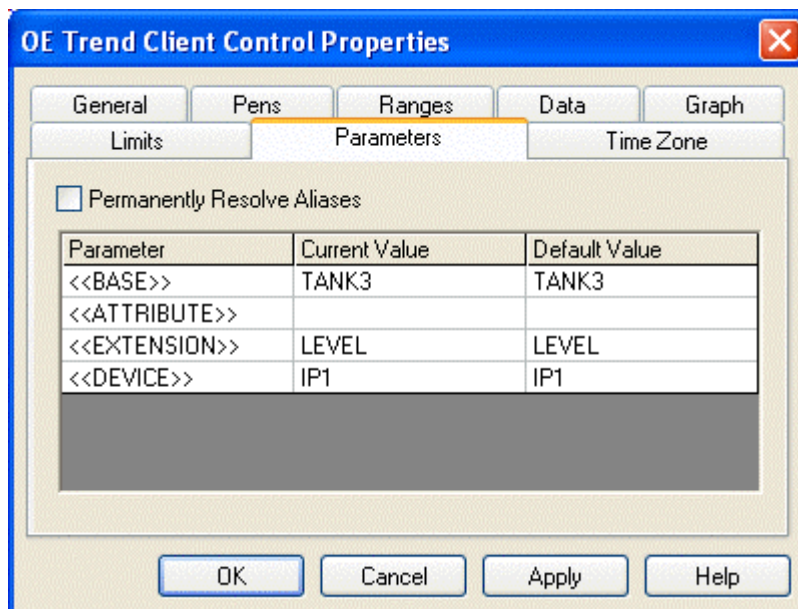 OE Trend Client Control Properties
General Pens Ranges Data Graph
Limits Parameters Time Zone
Permanently Resolve Aliases
Parameter Current Value Default Value
<<BASE>> TANK3 TANK3
<<ATTRIBUTE>>
<<EXTENSION>> LEVEL LEVEL
<<DEVICE>> IP1 IP1
OK Cancel Apply Help